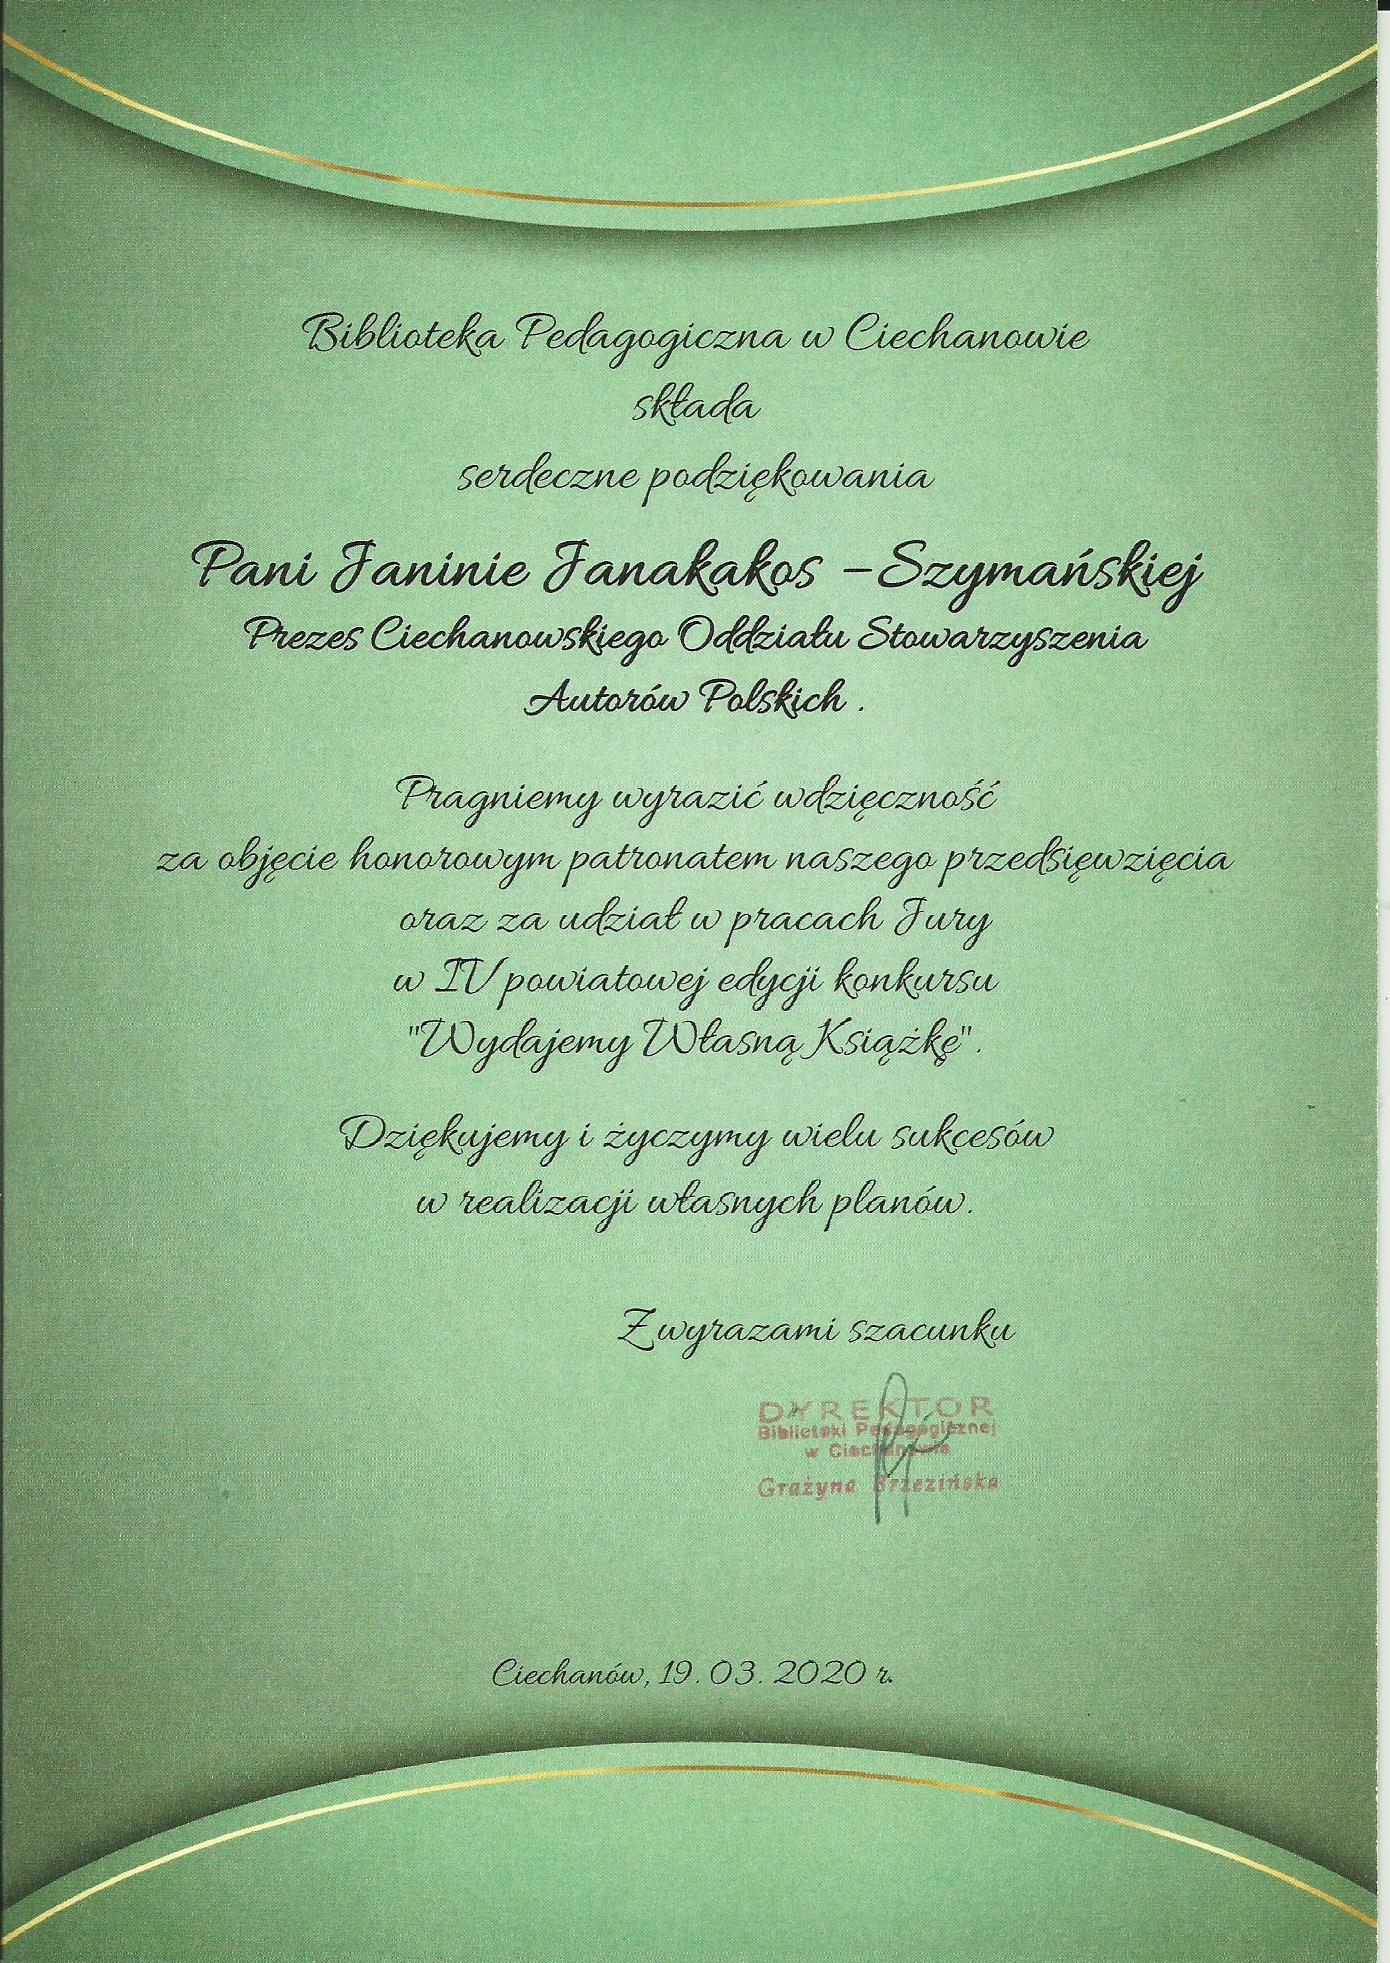 Biblioteka Pedagogiczna w Ciechanowie
składa
serdeczne podziękowania
Pani Janinie Janakakos -Szymańskiej
Prezes Ciechanowskiego Oddziału Stowarzyszenia
Autorów Polskich .
Pragniemy wyrazić wdzięczność
za objęcie honorowym patronatem naszego przedsięwzięcia
oraz za udział w pracach Jury
w IV powiatowej edycji konkursu
"Wydajemy Własną Książkę".
Dziękujemy i życzymy wielu sukcesów
w realizacji własnych planów.
Z wyrazami szacunku
DYREKTOR
Biblioteki Pedagogicznej
w Ciechanowie
Grażyna Brzezińska
Ciechanów, 19. 03. 2020 r.